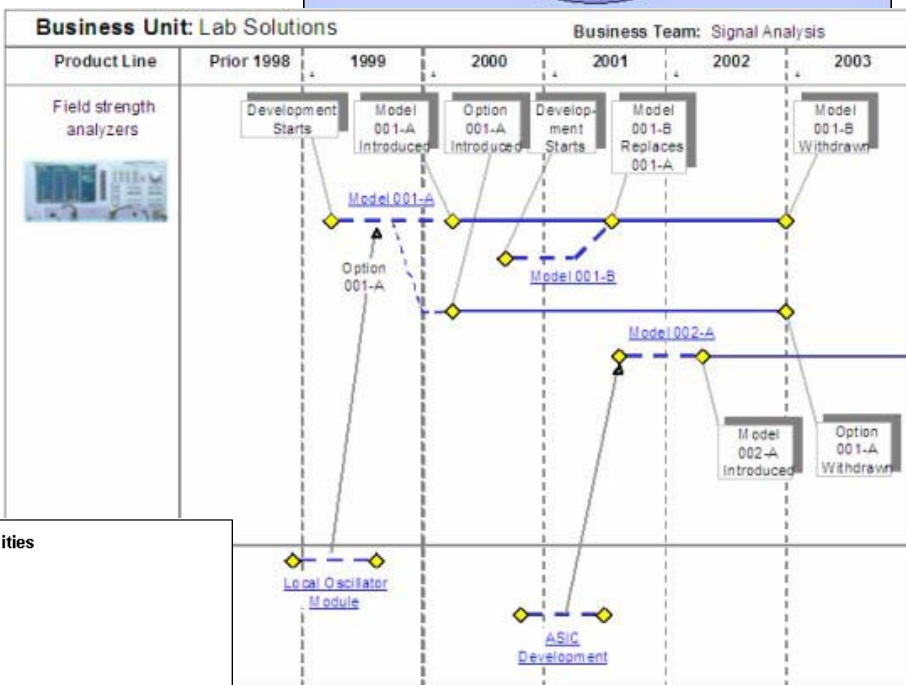 Business Unit: Lab Solutions
Business Team: Signal Analysis
Product Line
Prior 1998
1999
2000
2001
2002
2003
Field strength
analyzers
Development
Starts
Model
001-A
Introduced
Option
001-A
Introduced
Develop-
ment
Starts
Model
001-B
Replaces
001-A
Model
001-B
Withdrawn
Model 001-A
Option
001-A
Model 001-B
Model 002-A
Model
002-A
Introduced
Option
001-A
Withdrawn
ities
Local Oscillator
Module
ASIC
Development